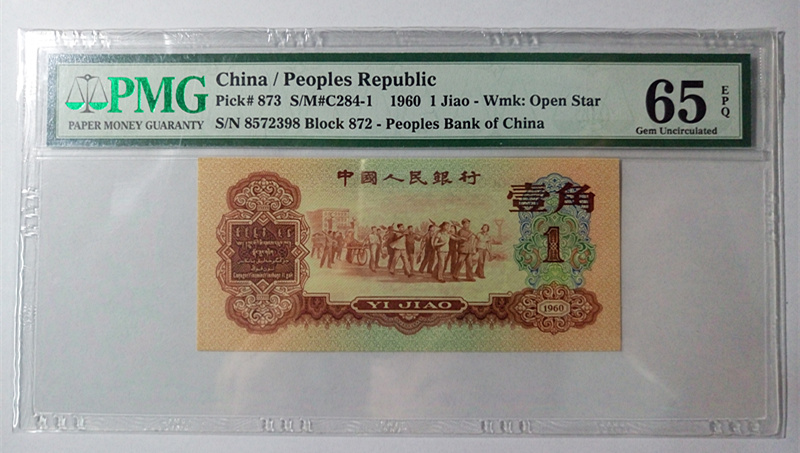 PMG
PAPER MONEY GUARANTY
China / Peoples Republic
Pick# 873 S/M#C284-1 1960 1 Jiao - Wmk: Open Star
S/N 8572398 Block 872 - Peoples Bank of China
65
EPQ
Gem Uncirculated
中國人民銀行
壹角
1
YI JIAO
1960